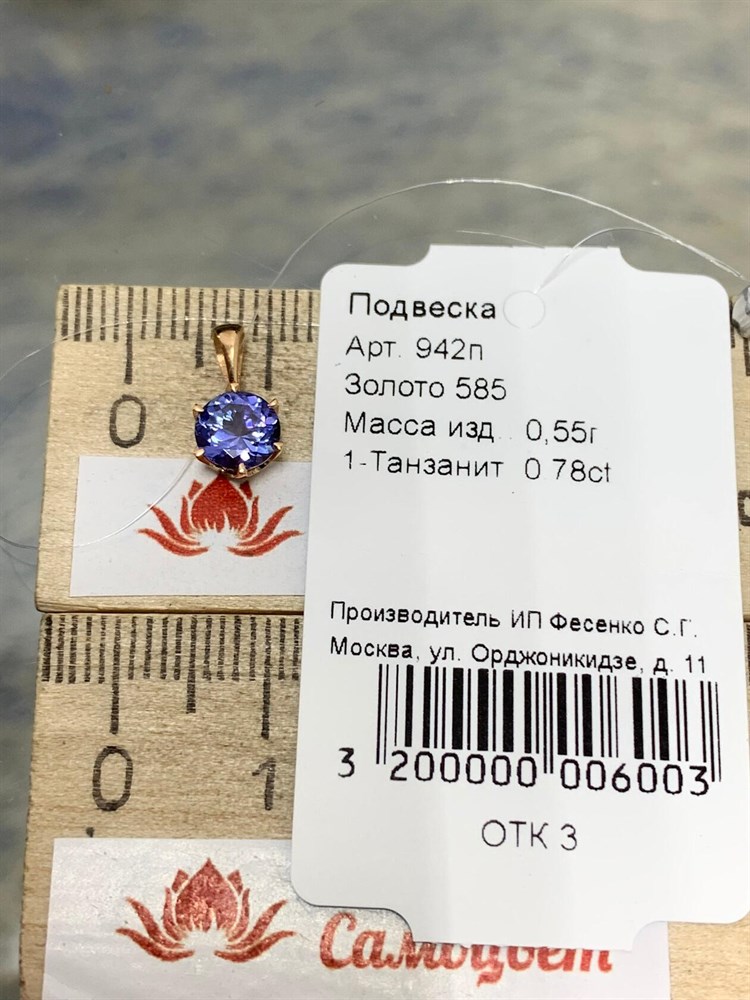 Подвеска
Арт. 942п
Золото 585
Масса изд. 0,55г
1-Танзанит 0 78ct
Производитель ИП Фесенко С.Г.
Москва, ул. Орджоникидзе, д. 11
3 200000 006003
ОТК 3
0
0 1
Самоцвет